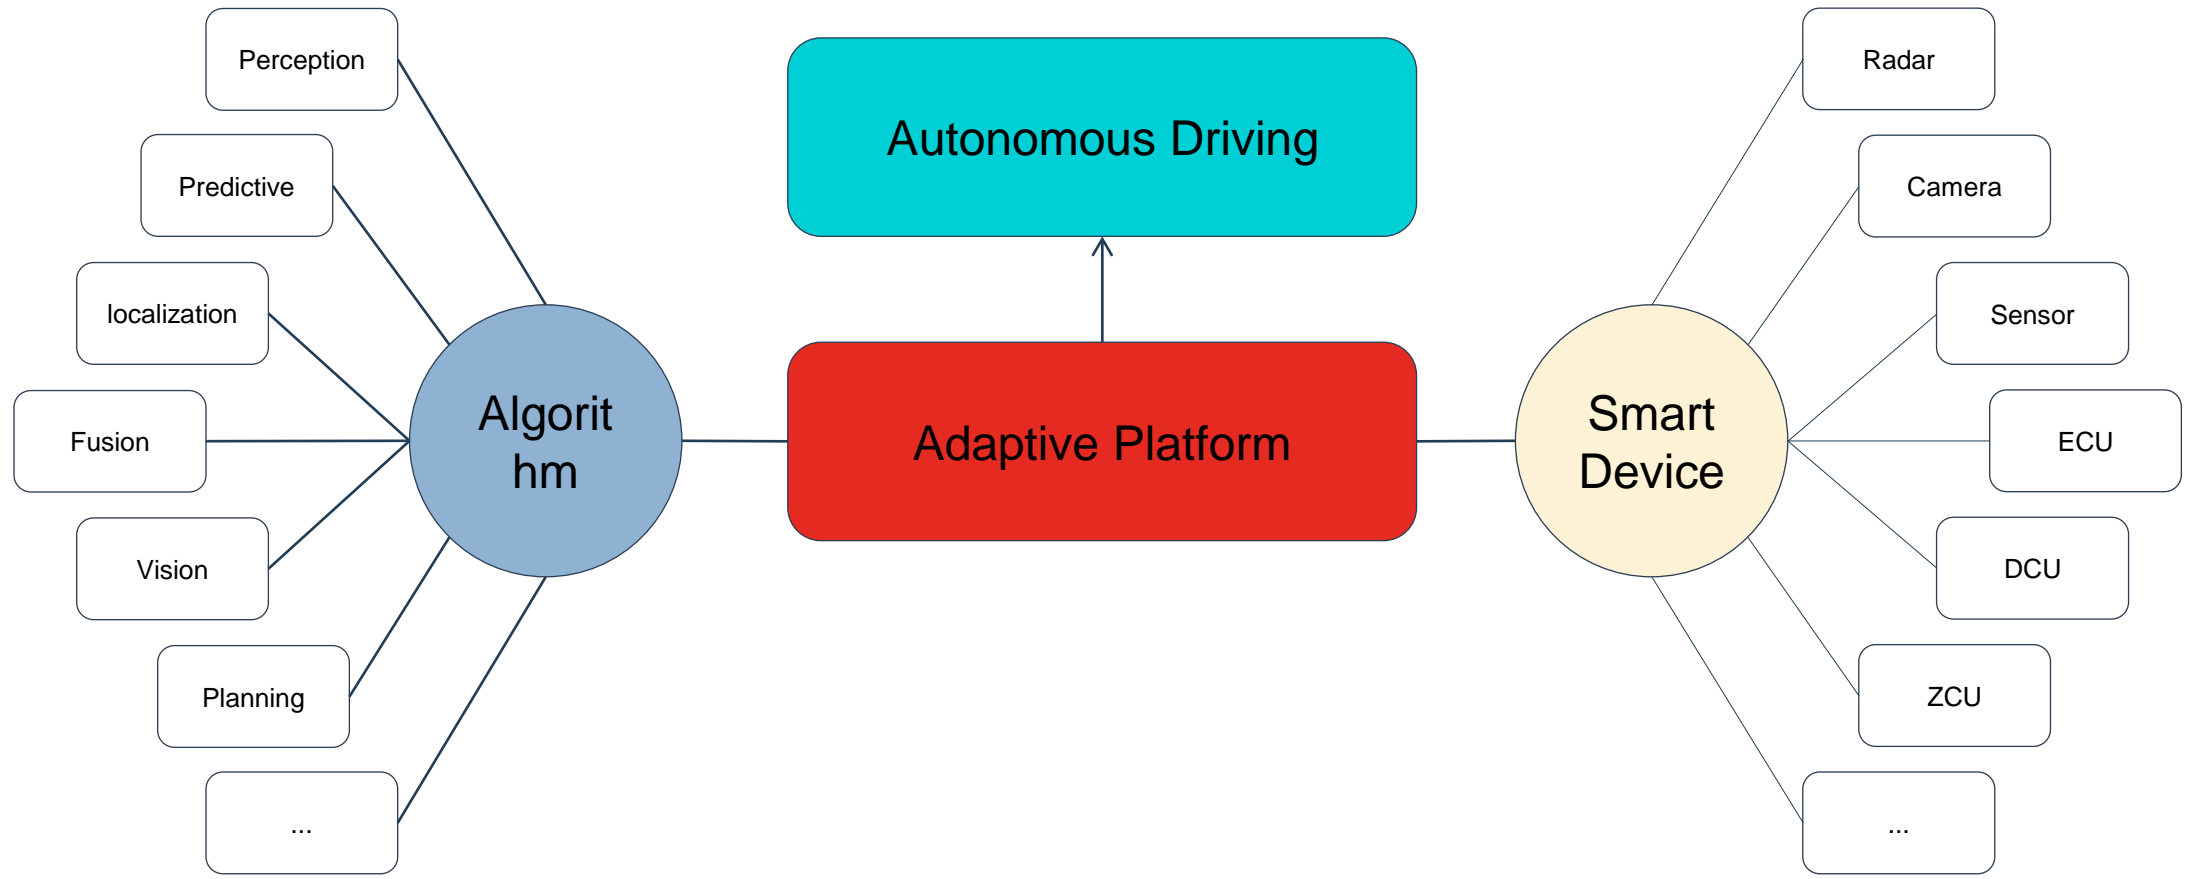 Perception
Predictive
localization
Fusion
Vision
Planning
...
Algorit
hm
Autonomous Driving
Adaptive Platform
Smart
Device
Radar
Camera
Sensor
ECU
DCU
ZCU
...